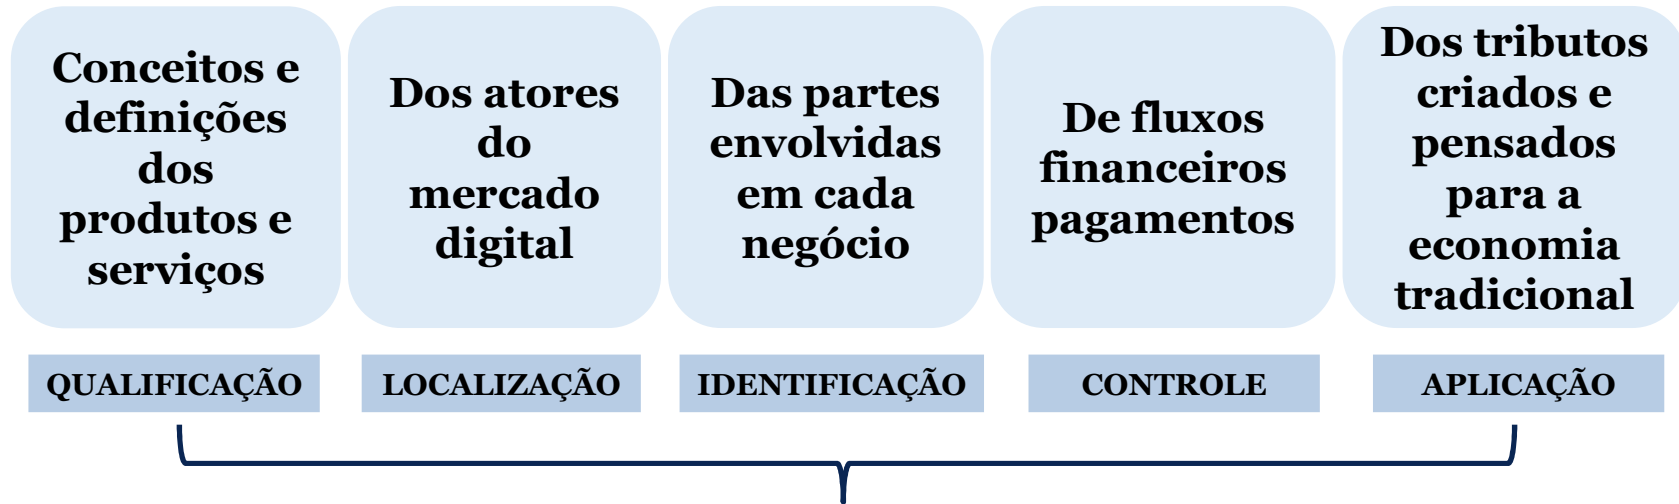 Conceitos e
definições
dos
produtos e
serviços
QUALIFICAÇÃO
Dos atores
do
mercado
digital
LOCALIZAÇÃO
Das partes
envolvidas
em cada
negócio
IDENTIFICAÇÃO
De fluxos
financeiros
pagamentos
CONTROLE
Dos tributos
criados e
pensados
para a
economia
tradicional
APLICAÇÃO